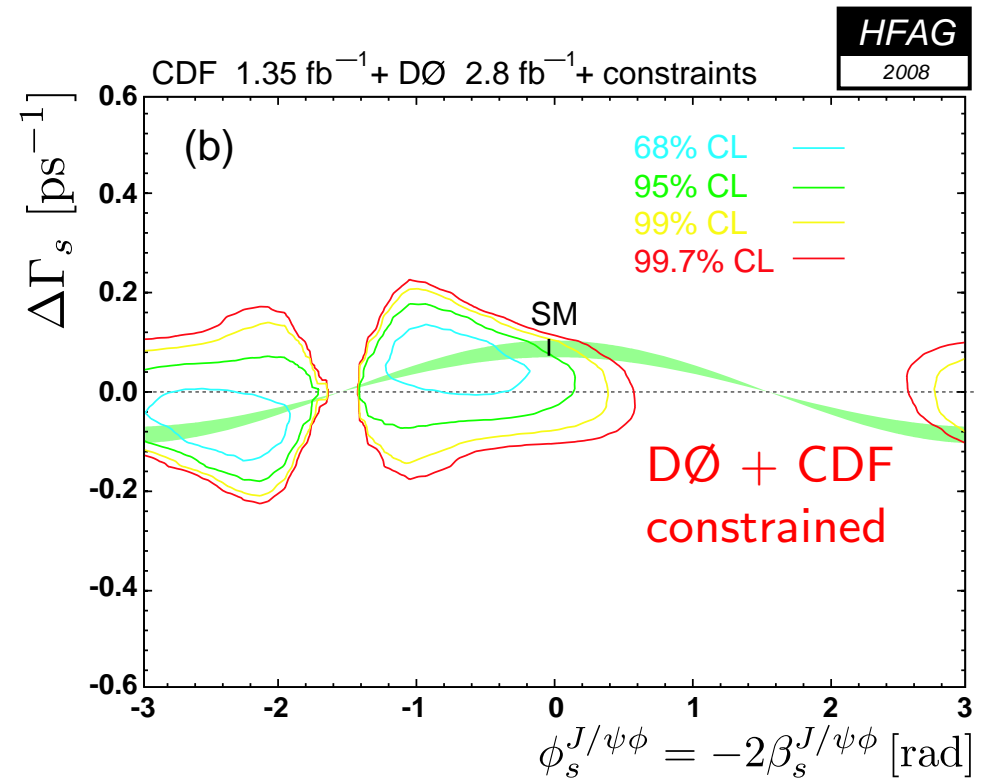 HFAG
2008
CDF 1.35 fb⁻¹ + DØ 2.8 fb⁻¹ + constraints
(b)
68% CL
95% CL
99% CL
99.7% CL
SM
DØ + CDF
constrained
ΔΓₛ [ps⁻¹]
0.6
0.4
0.2
0.0
-0.2
-0.4
-0.6
-3 -2 -1 0 1 2 3
ϕ_s^{J/ψϕ} = −2β_s^{J/ψϕ} [rad]